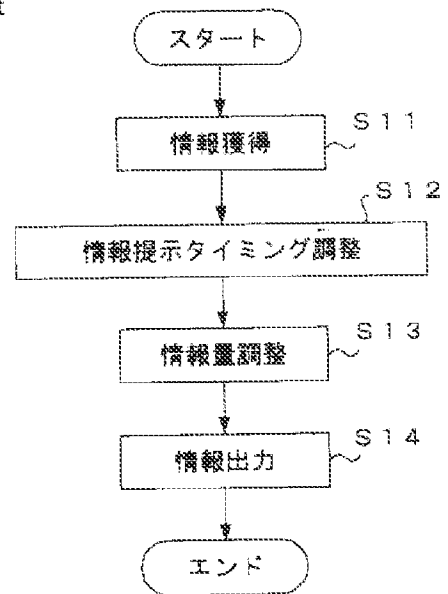 スタート
情報獲得
S11
S12
情報提示タイミング調整
S13
情報量調整
S14
情報出力
エンド